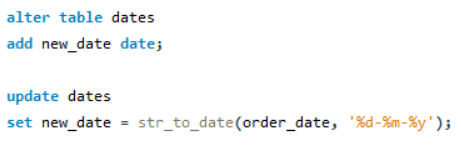 alter table dates
add new_date date;
update dates
set new_date = str_to_date(order_date, '%d-%m-%y');